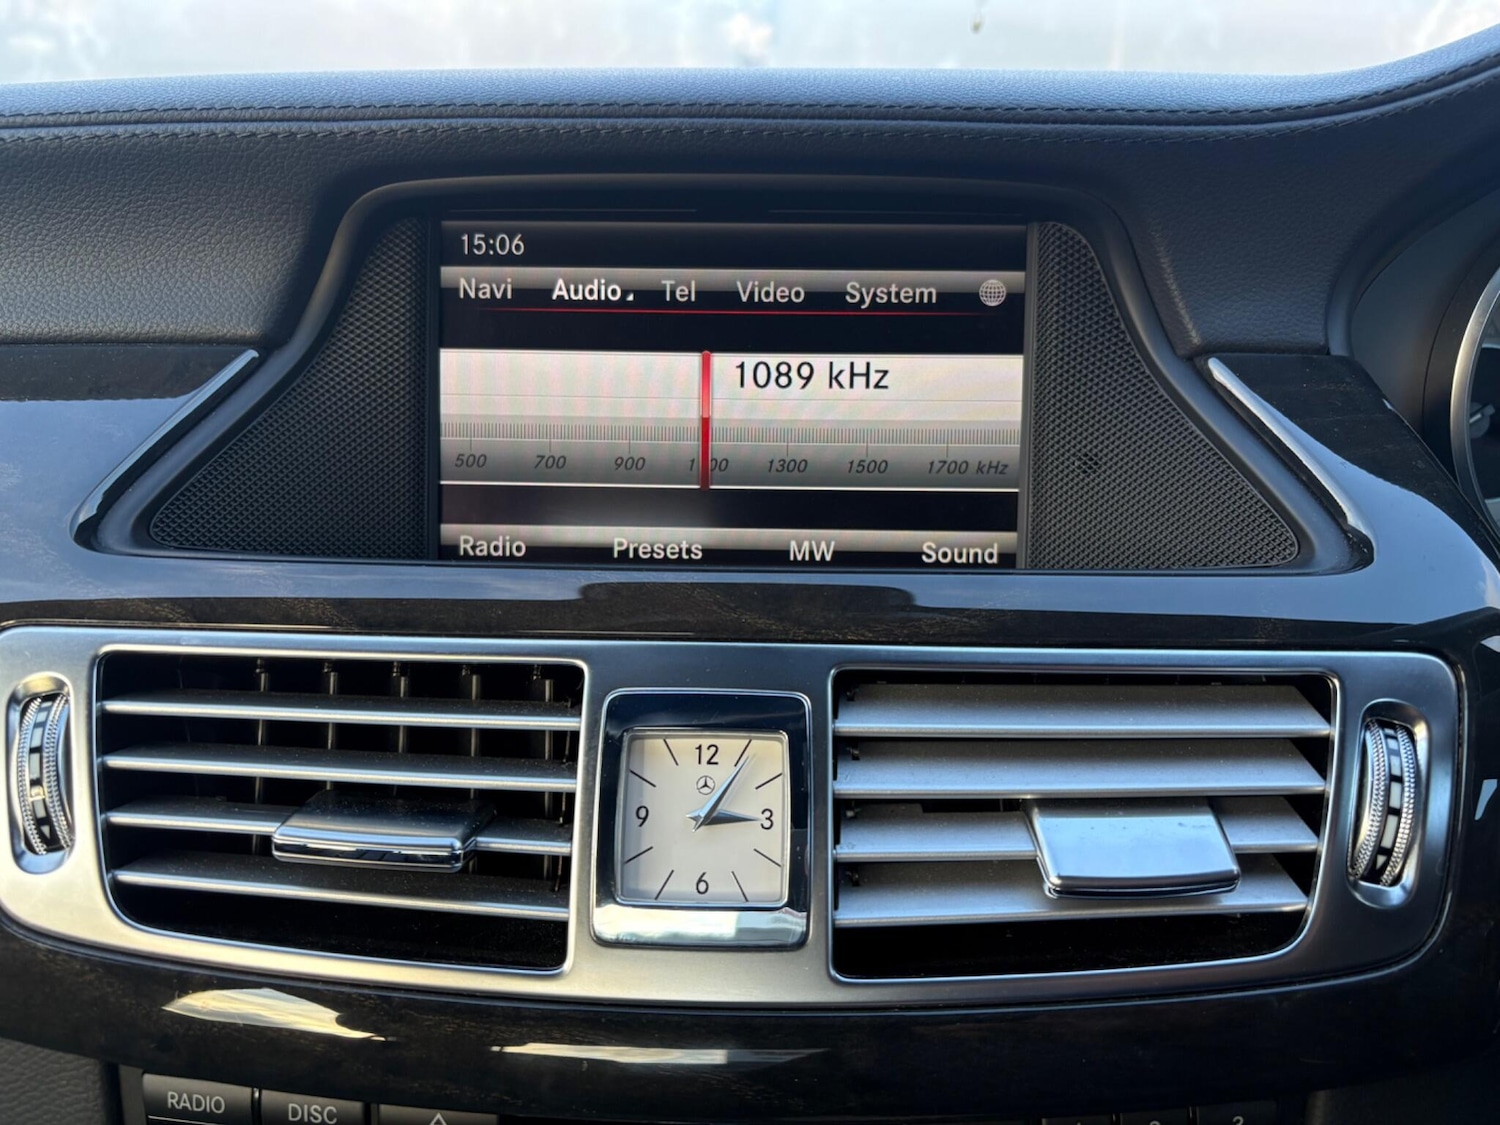 15:06
Navi Audio Tel Video System
1089 kHz
500 700 900 1300 1500 1700 kHz
Radio Presets MW Sound
12
9 3
6
RADIO DISC